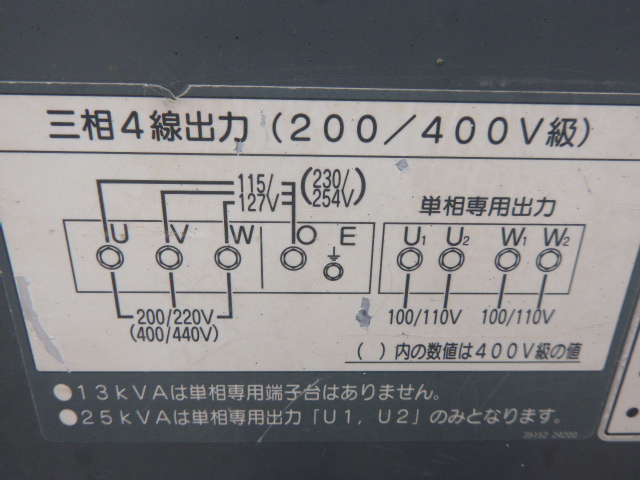 三相4線出力（200／400V級）
115/
127V
(230/
254V)
単相専用出力
U V W O E
U1 U2 W1 W2
200/220V
(400/440V)
100/110V 100/110V
（ ）内の数値は400V級の値
●13kVAは単相専用端子台はありません。
●25kVAは単相専用出力「U1, U2」のみとなります。
39152 24200